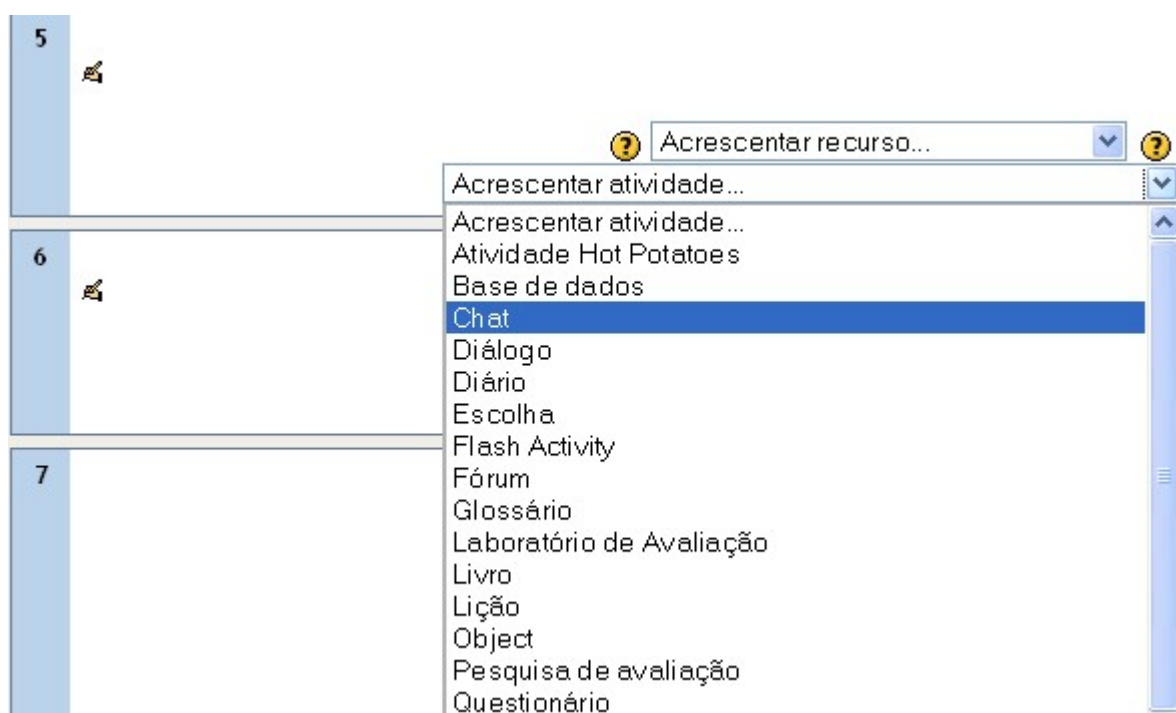 5
?
Acrescentar recurso...
?
Acrescentar atividade...
Acrescentar atividade...
6
Atividade Hot Potatoes
Base de dados
Chat
Diálogo
Diário
Escolha
Flash Activity
7
Fórum
Glossário
Laboratório de Avaliação
Livro
Lição
Object
Pesquisa de avaliação
Questionário